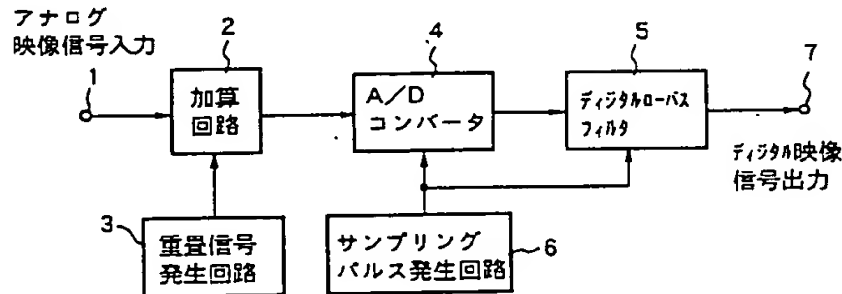 アナログ
映像信号入力
1
2
加算
回路
3
重畳信号
発生回路
4
A/D
コンバータ
サンプリング
パルス発生回路
6
5
ディジタルローパス
フィルタ
7
ディジタル映像
信号出力